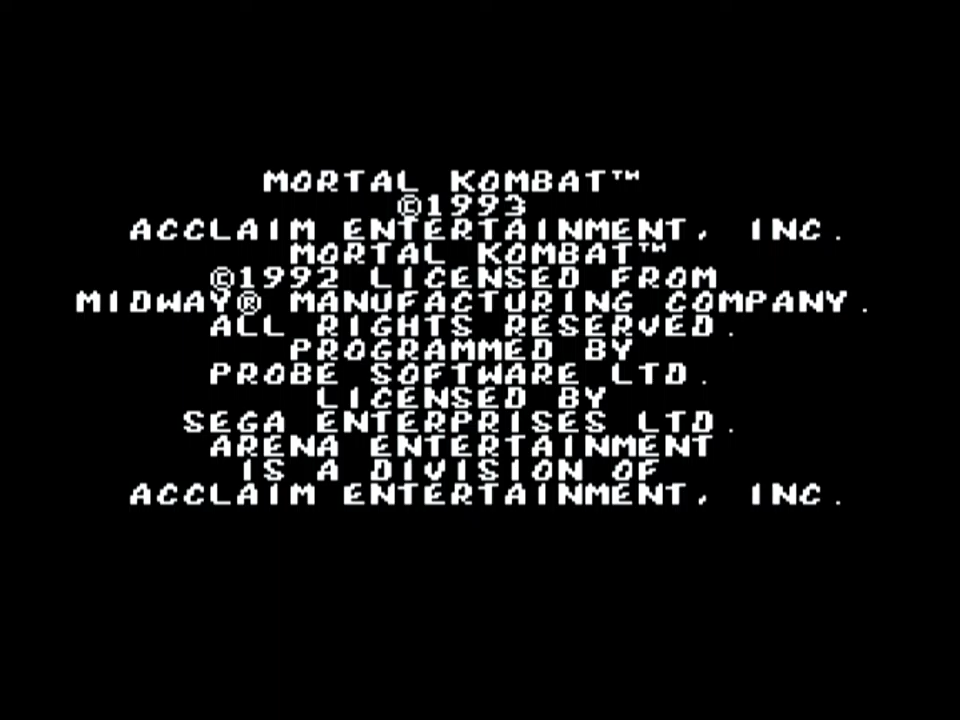 MORTAL KOMBAT™
©1993
ACCLAIM ENTERTAINMENT, INC.
MORTAL KOMBAT™
©1992 LICENSED FROM
MIDWAY® MANUFACTURING COMPANY.
ALL RIGHTS RESERVED.
PROGRAMMED BY
PROBE SOFTWARE LTD.
LICENSED BY
SEGA ENTERPRISES LTD.
ARENA ENTERTAINMENT
IS A DIVISION OF
ACCLAIM ENTERTAINMENT, INC.